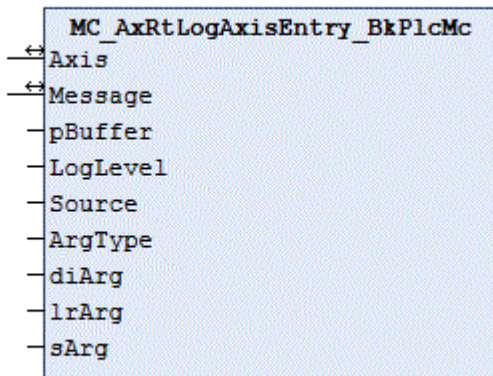 MC_AxRtLogAxisEntry_BkPlcMc
Axis
Message
pBuffer
LogLevel
Source
ArgType
diArg
lrArg
sArg